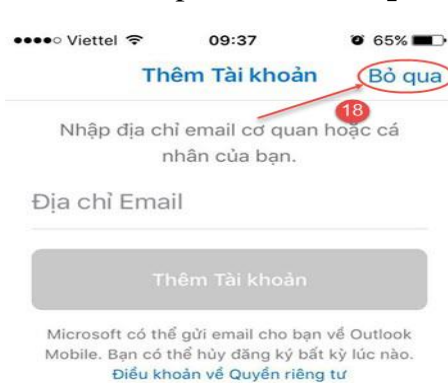 Viettel 09:37 65%
Thêm Tài khoản Bỏ qua
18
Nhập địa chỉ email cơ quan hoặc cá
nhân của bạn.
Địa chỉ Email
Thêm Tài khoản
Microsoft có thể gửi email cho bạn về Outlook
Mobile. Bạn có thể hủy đăng ký bất kỳ lúc nào.
Điều khoản về Quyền riêng tư